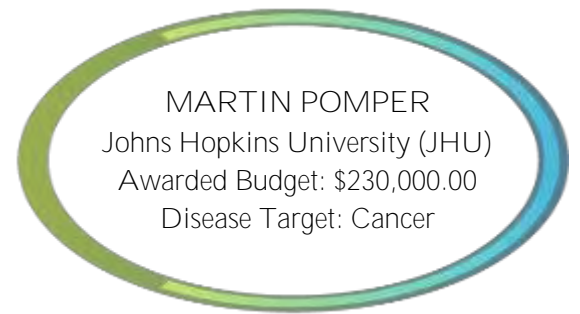 MARTIN POMPER
Johns Hopkins University (JHU)
Awarded Budget: $230,000.00
Disease Target: Cancer